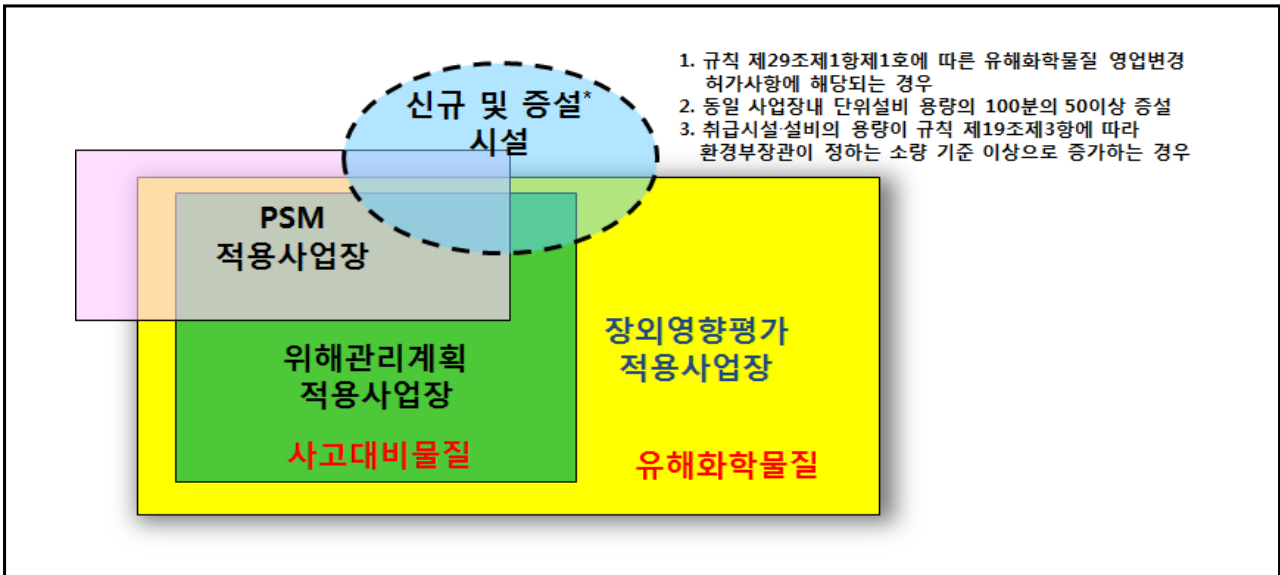 신규 및 증설*
시설
1. 규칙 제29조제1항제1호에 따른 유해화학물질 영업변경
허가사항에 해당되는 경우
2. 동일 사업장내 단위설비 용량의 100분의 50이상 증설
3. 취급시설·설비의 용량이 규칙 제19조제3항에 따라
환경부장관이 정하는 소량 기준 이상으로 증가하는 경우
PSM
적용사업장
장외영향평가
적용사업장
위해관리계획
적용사업장
사고대비물질
유해화학물질